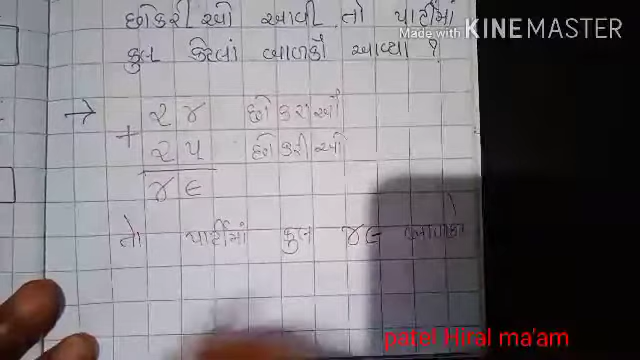 છોકરીઓ આવી તો પાર્ટીમાં
Made with KINEMASTER
કુલ કેટલાં બાળકો આવ્યા ?
→ ૨૪ છોકરાઓ
+ ૨૫ છોકરીઓ
૪૯
તો પાર્ટીમાં કુલ ૪૯ બાળકો
patel Hiral ma'am